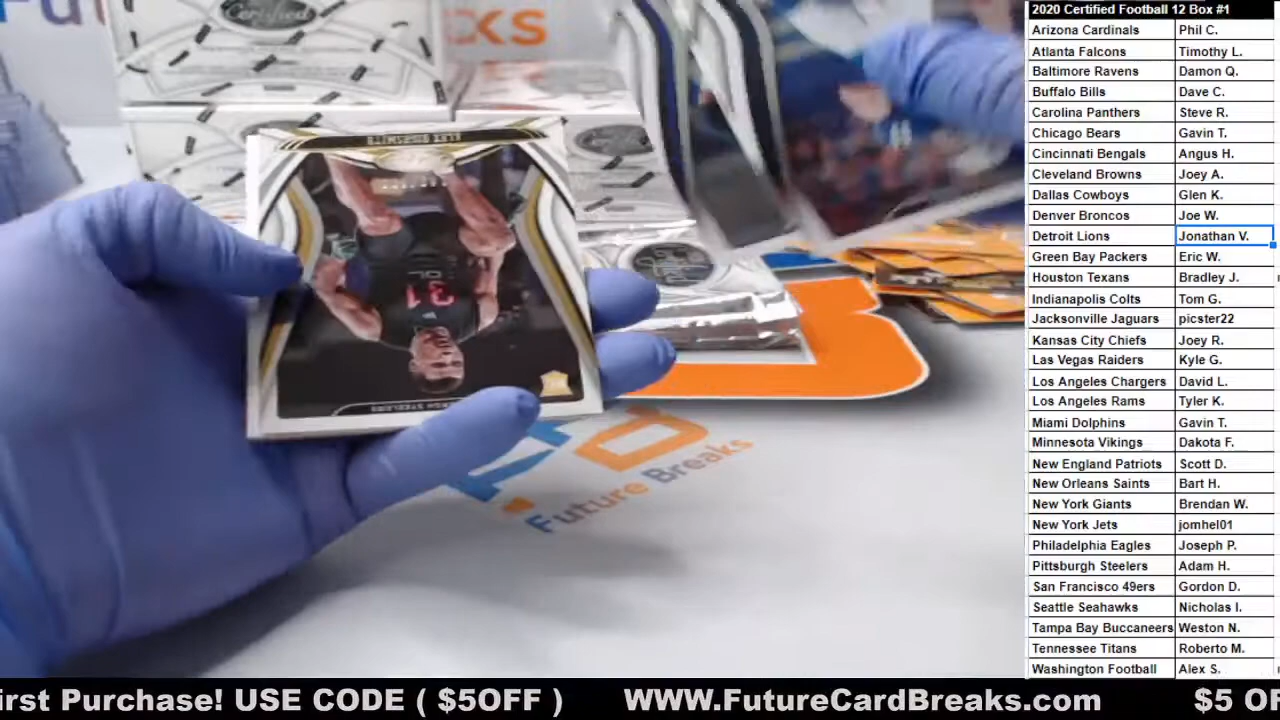 2020 Certified Football 12 Box #1
Arizona Cardinals Phil C.
Atlanta Falcons Timothy L.
Baltimore Ravens Damon Q.
Buffalo Bills Dave C.
Carolina Panthers Steve R.
Chicago Bears Gavin T.
Cincinnati Bengals Angus H.
Cleveland Browns Joey A.
Dallas Cowboys Glen K.
Denver Broncos Joe W.
Detroit Lions Jonathan V.
Green Bay Packers Eric W.
Houston Texans Bradley J.
Indianapolis Colts Tom G.
Jacksonville Jaguars picster22
Kansas City Chiefs Joey R.
Las Vegas Raiders Kyle G.
Los Angeles Chargers David L.
Los Angeles Rams Tyler K.
Miami Dolphins Gavin T.
Minnesota Vikings Dakota F.
New England Patriots Scott D.
New Orleans Saints Bart H.
New York Giants Brendan W.
New York Jets jomhel01
Philadelphia Eagles Joseph P.
Pittsburgh Steelers Adam H.
San Francisco 49ers Gordon D.
Seattle Seahawks Nicholas I.
Tampa Bay Buccaneers Weston N.
Tennessee Titans Roberto M.
Washington Football Alex S.
Certified
ALEX HIGHSMITH
31
STEELERS
Future Breaks
irst Purchase! USE CODE ( $5OFF ) WWW.FutureCardBreaks.com $5 OF